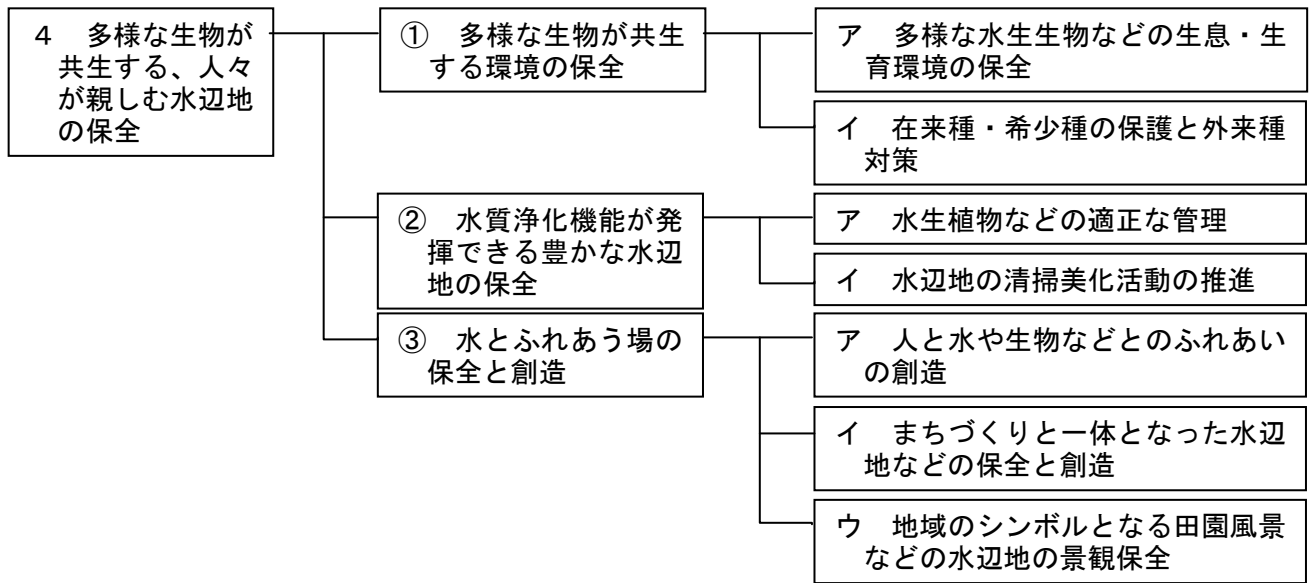 ４　多様な生物が
共生する、人々
が親しむ水辺地
の保全
①　多様な生物が共生
する環境の保全
ア　多様な水生生物などの生息・生
育環境の保全
イ　在来種・希少種の保護と外来種
対策
②　水質浄化機能が発
揮できる豊かな水辺
地の保全
ア　水生植物などの適正な管理
イ　水辺地の清掃美化活動の推進
③　水とふれあう場の
保全と創造
ア　人と水や生物などとのふれあい
の創造
イ　まちづくりと一体となった水辺
地などの保全と創造
ウ　地域のシンボルとなる田園風景
などの水辺地の景観保全